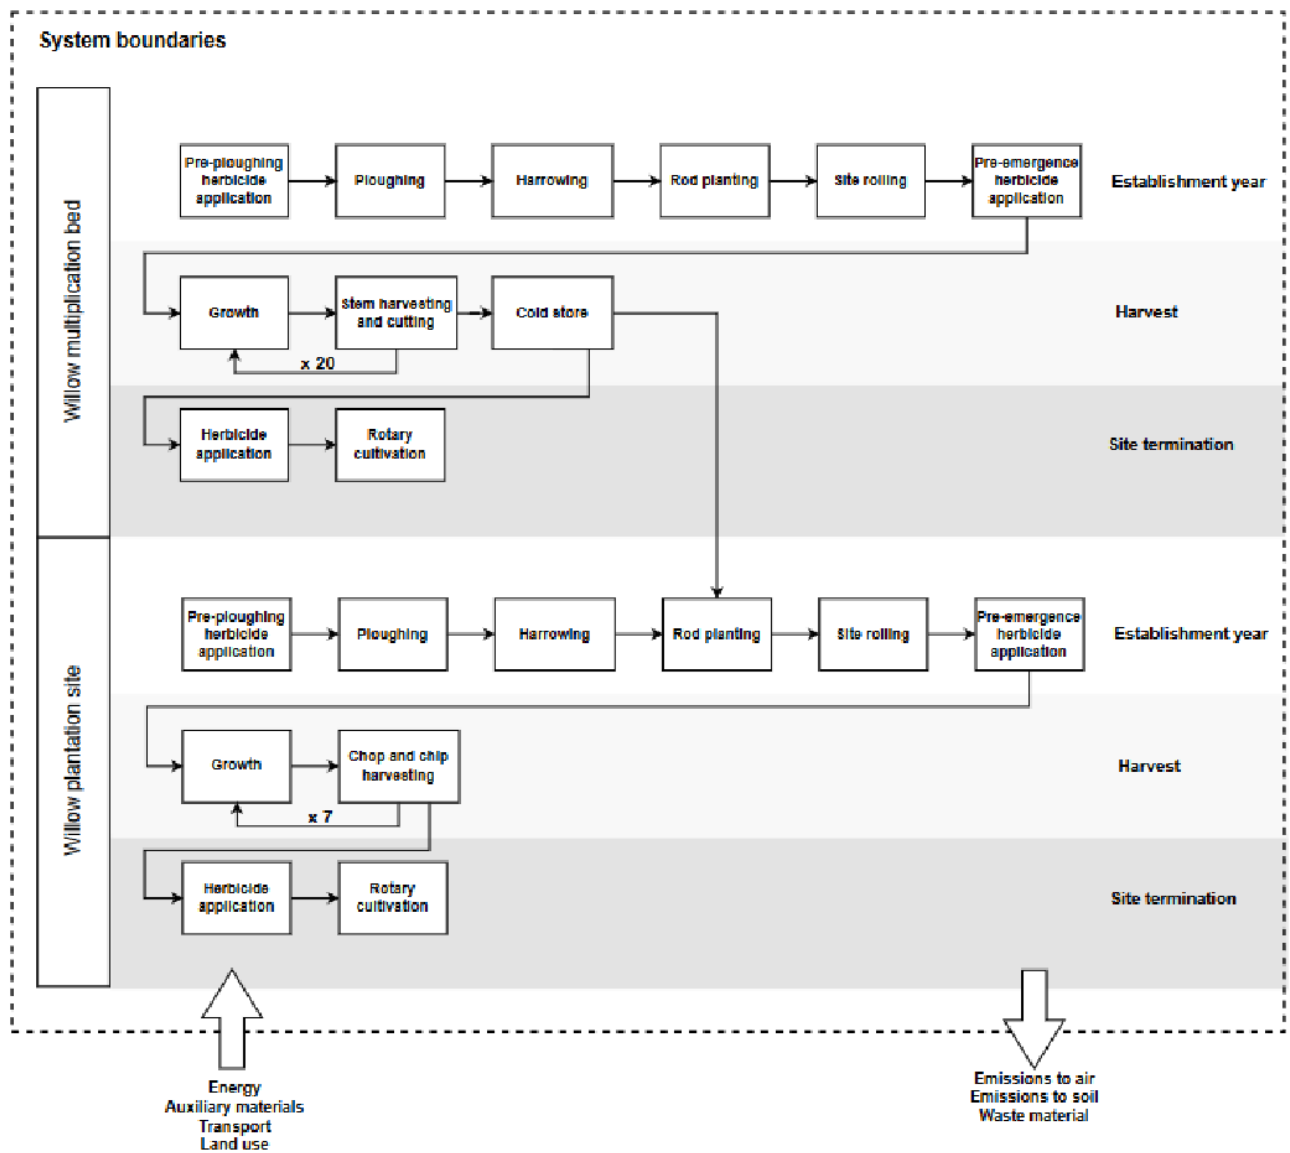 System boundaries
Willow multiplication bed
Pre-ploughing
herbicide
application
Ploughing
Harrowing
Rod planting
Site rolling
Pre-emergence
herbicide
application
Establishment year
Growth
Stem harvesting
and cutting
Cold store
x 20
Harvest
Herbicide
application
Rotary
cultivation
Site termination
Willow plantation site
Pre-ploughing
herbicide
application
Ploughing
Harrowing
Rod planting
Site rolling
Pre-emergence
herbicide
application
Establishment year
Growth
Chop and chip
harvesting
x 7
Harvest
Herbicide
application
Rotary
cultivation
Site termination
Energy
Auxiliary materials
Transport
Land use
Emissions to air
Emissions to soil
Waste material